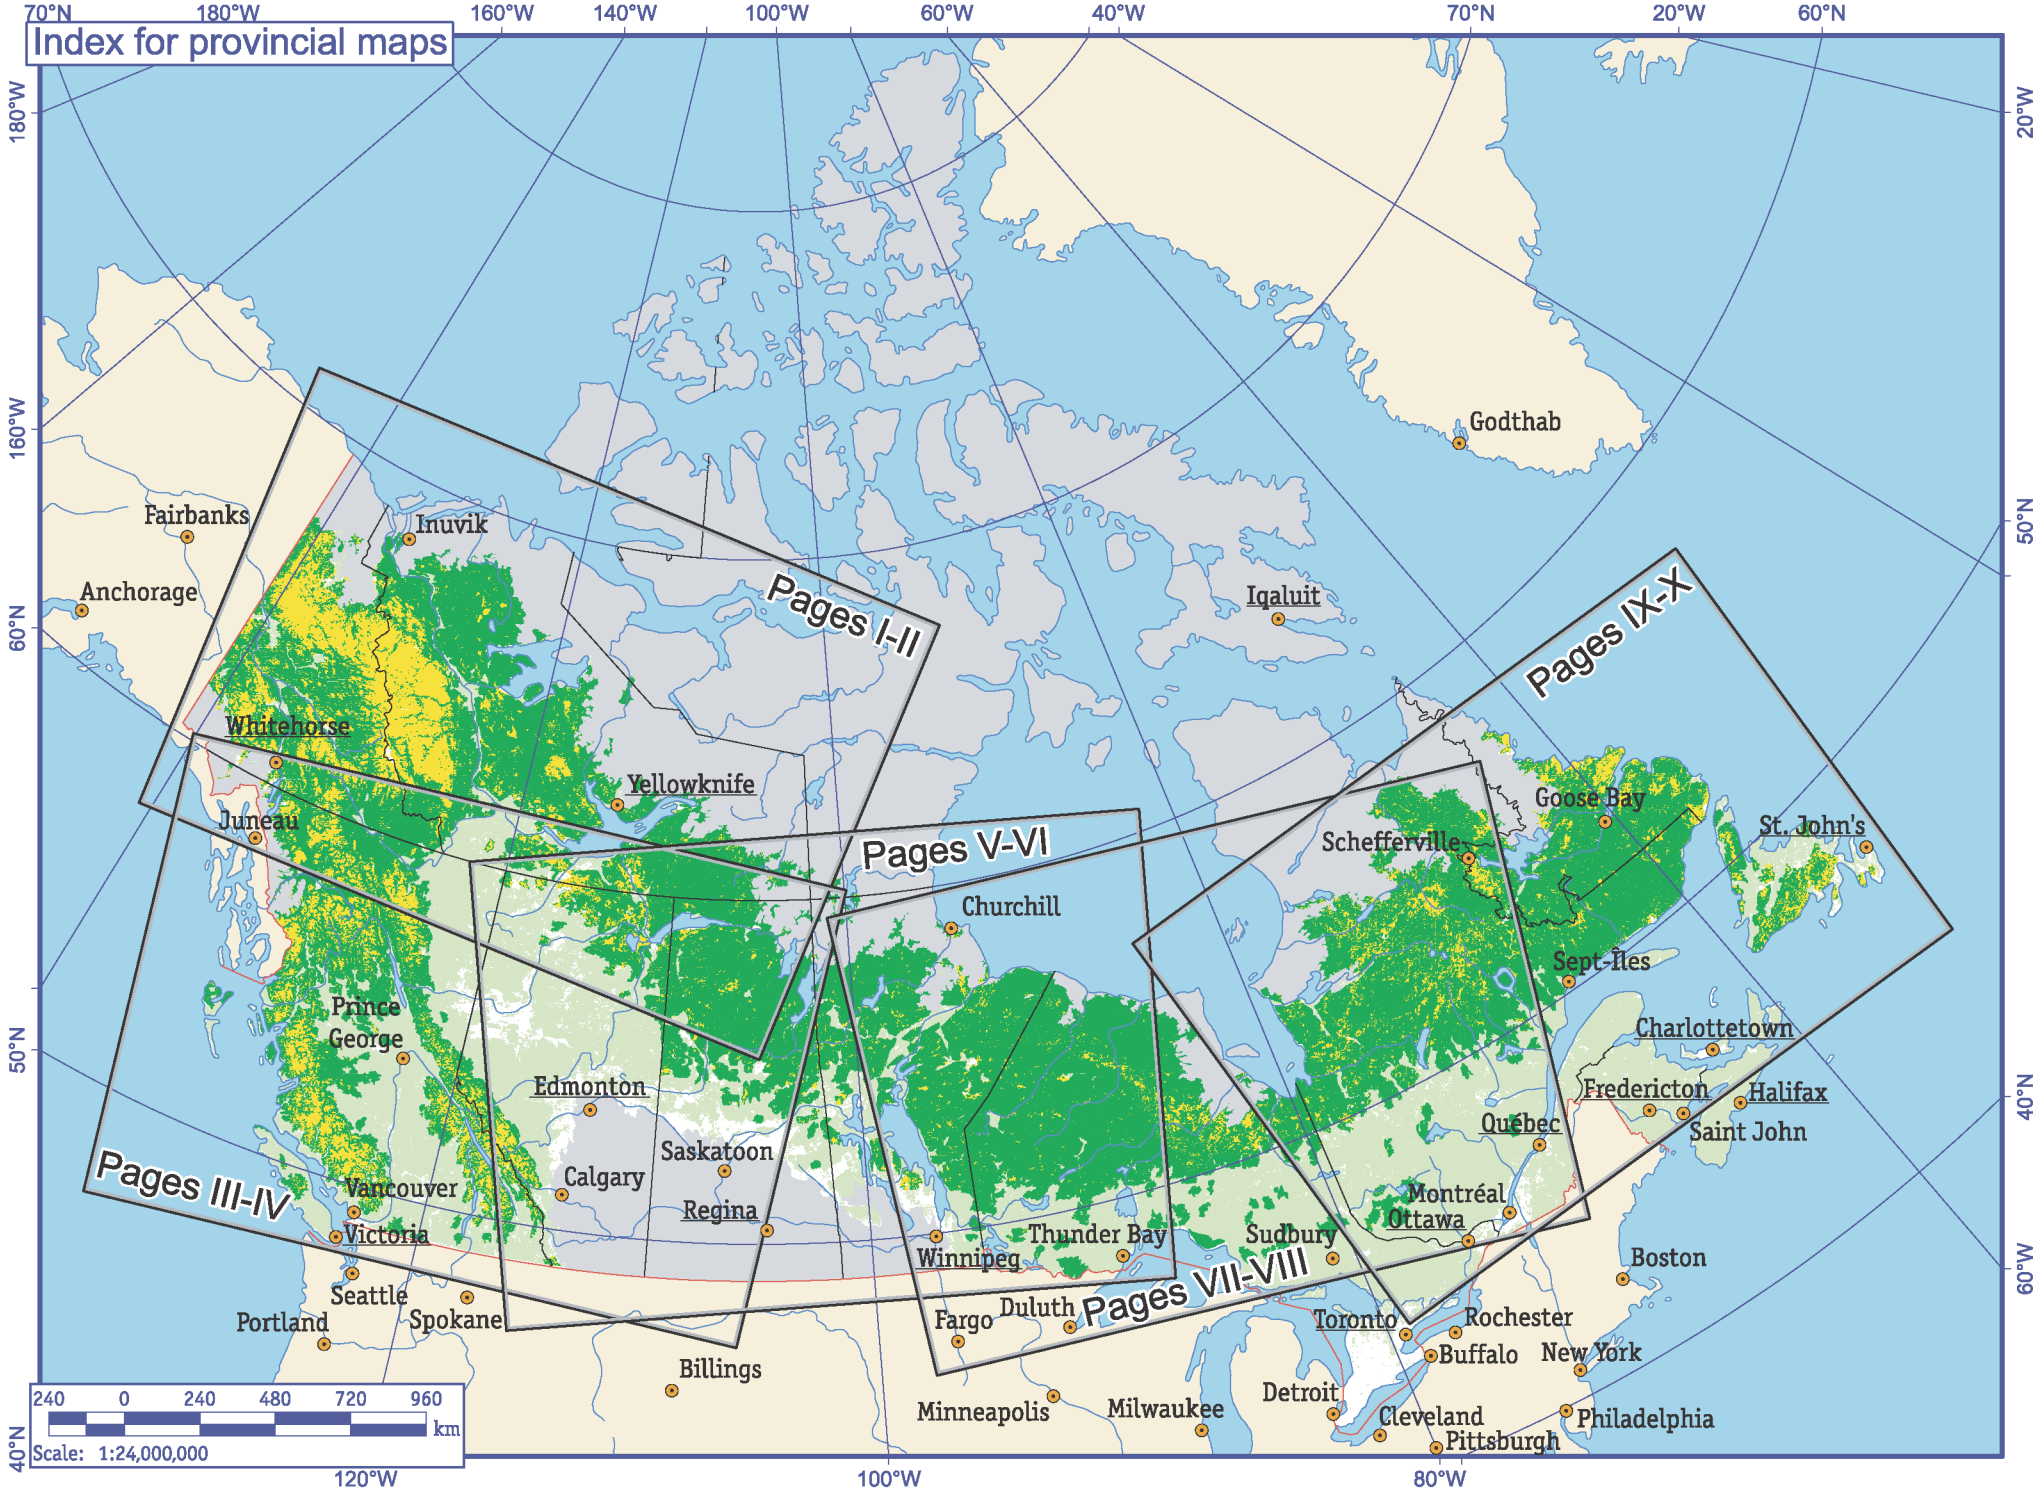 70°N 180°W 160°W 140°W 100°W 60°W 40°W 70°N 20°W 60°N
Index for provincial maps
180°W
20°W
160°W
Godthab
50°N
Fairbanks
Inuvik
Anchorage
Iqaluit
Pages I-II
Pages IX-X
60°N
Whitehorse
Yellowknife
Juneau
Goose Bay
St. John's
Schefferville
Pages V-VI
Churchill
Sept-Îles
Prince
George
50°N
Charlottetown
Edmonton
Fredericton
Halifax
40°N
Québec
Saint John
Saskatoon
Calgary
Pages III-IV
Vancouver
Regina
Montréal
Ottawa
Victoria
Winnipeg
Thunder Bay
Sudbury
Boston
60°W
Pages VII-VIII
Seattle
Portland
Spokane
Fargo
Duluth
Toronto
Rochester
Buffalo
New York
Billings
Detroit
Minneapolis
Milwaukee
Cleveland
Philadelphia
Pittsburgh
240 0 240 480 720 960
km
Scale: 1:24,000,000
40°N
120°W 100°W 80°W